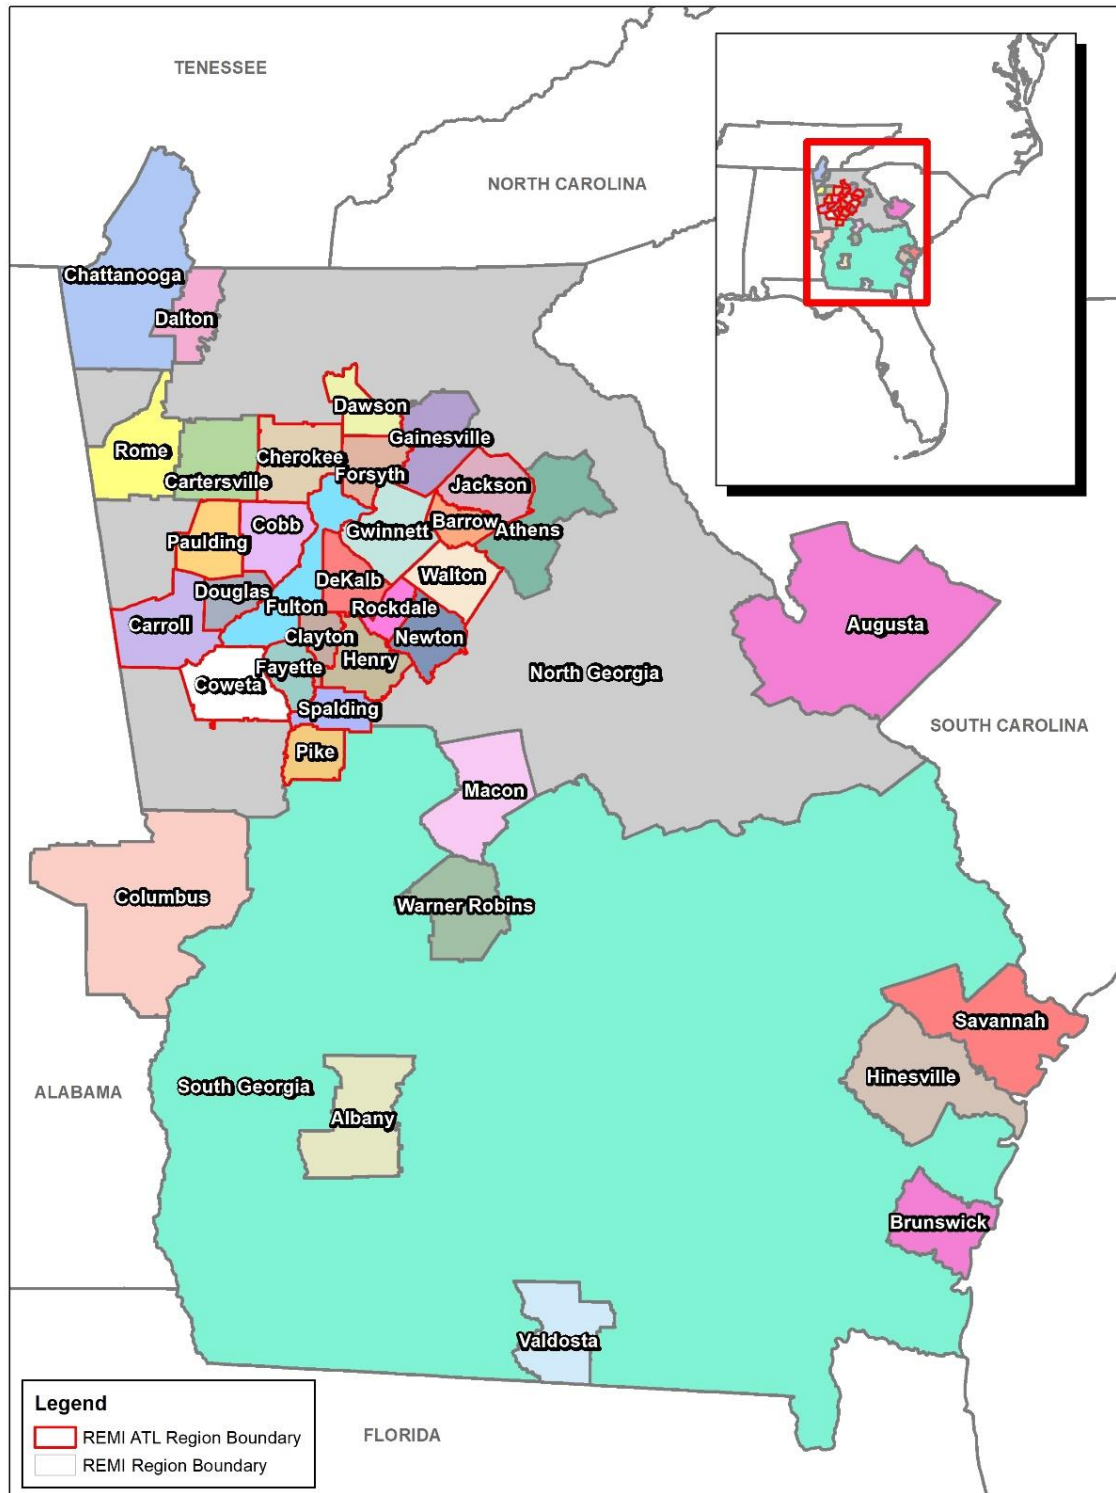 TENESSEE
NORTH CAROLINA
Chattanooga
Dalton
Dawson
Gainesville
Rome
Cherokee
Forsyth
Cartersville
Jackson
Cobb
Barrow
Gwinnett
Athens
Paulding
DeKalb
Walton
Douglas
Fulton
Rockdale
Carroll
Augusta
Clayton
Newton
Henry
Fayette
North Georgia
Coweta
Spalding
SOUTH CAROLINA
Pike
Macon
Columbus
Warner Robins
Savannah
Hinesville
South Georgia
ALABAMA
Albany
Brunswick
Valdosta
Legend
REMI ATL Region Boundary
REMI Region Boundary
FLORIDA